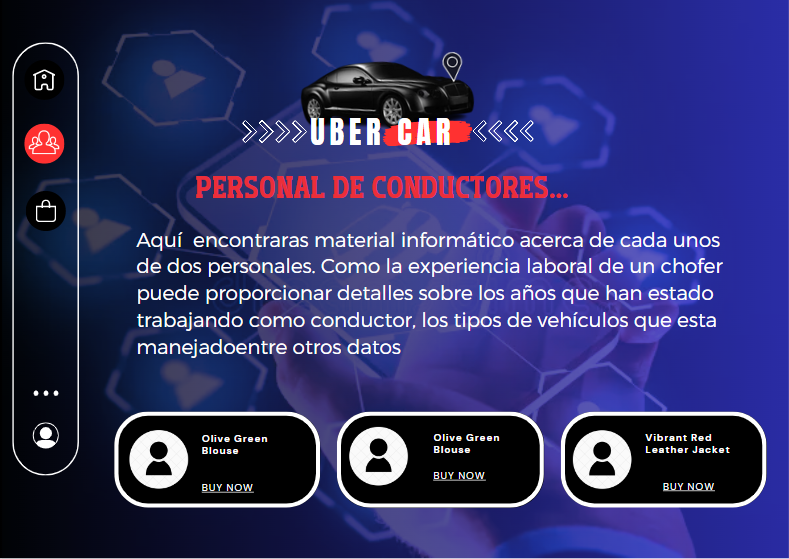 UBER CAR
PERSONAL DE CONDUCTORES...
Aquí encontraras material informático acerca de cada unos
de dos personales. Como la experiencia laboral de un chofer
puede proporcionar detalles sobre los años que han estado
trabajando como conductor, los tipos de vehículos que esta
manejadoentre otros datos
Olive Green
Blouse
BUY NOW
Olive Green
Blouse
BUY NOW
Vibrant Red
Leather Jacket
BUY NOW